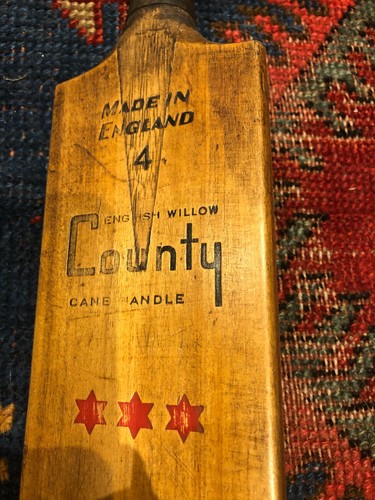 MADE IN
ENGLAND
4
ENGLISH WILLOW
County
CANE HANDLE